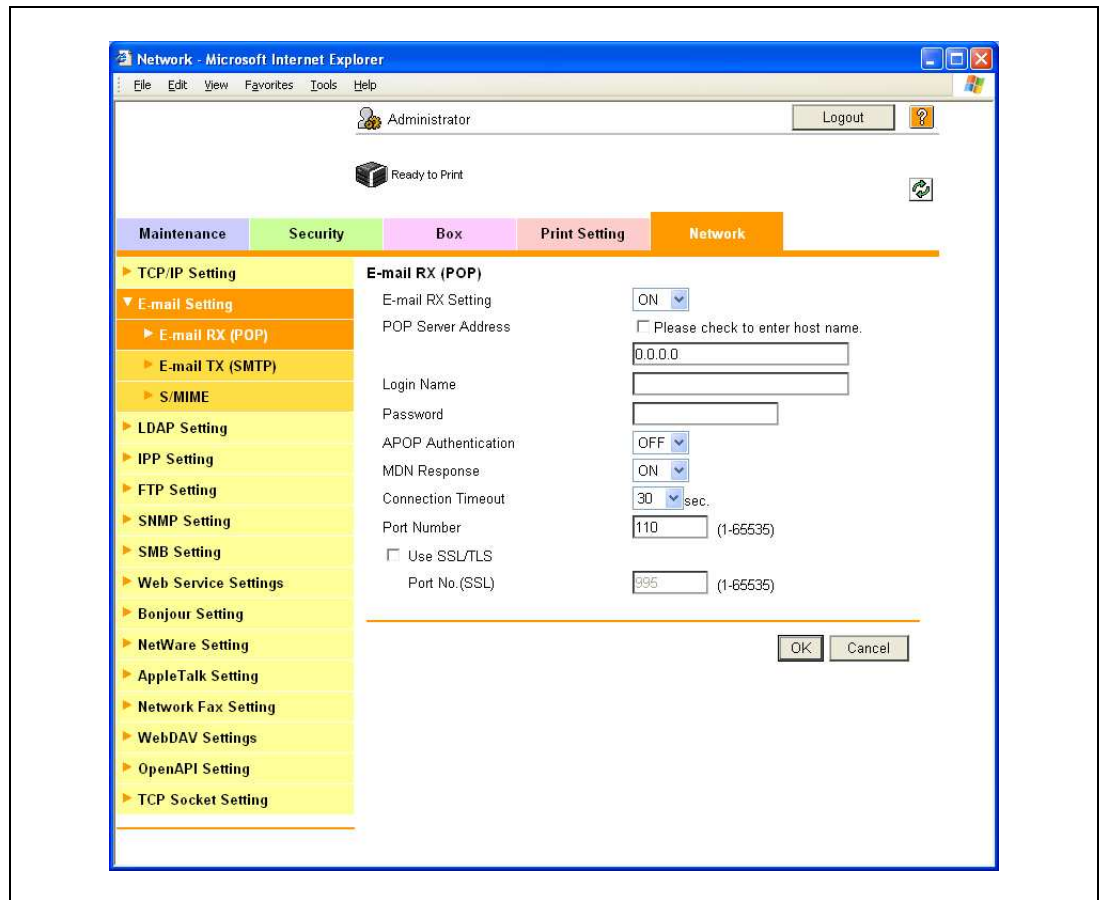 Network - Microsoft Internet Explorer
File Edit View Favorites Tools Help
Administrator Logout ?
Ready to Print
Maintenance Security Box Print Setting Network
TCP/IP Setting
E-mail Setting
E-mail RX (POP)
E-mail TX (SMTP)
S/MIME
LDAP Setting
IPP Setting
FTP Setting
SNMP Setting
SMB Setting
Web Service Settings
Bonjour Setting
NetWare Setting
AppleTalk Setting
Network Fax Setting
WebDAV Settings
OpenAPI Setting
TCP Socket Setting
E-mail RX (POP)
E-mail RX Setting ON
POP Server Address Please check to enter host name.
0.0.0.0
Login Name
Password
APOP Authentication OFF
MDN Response ON
Connection Timeout 30 sec.
Port Number 110 (1-65535)
Use SSL/TLS
Port No.(SSL) 995 (1-65535)
OK Cancel